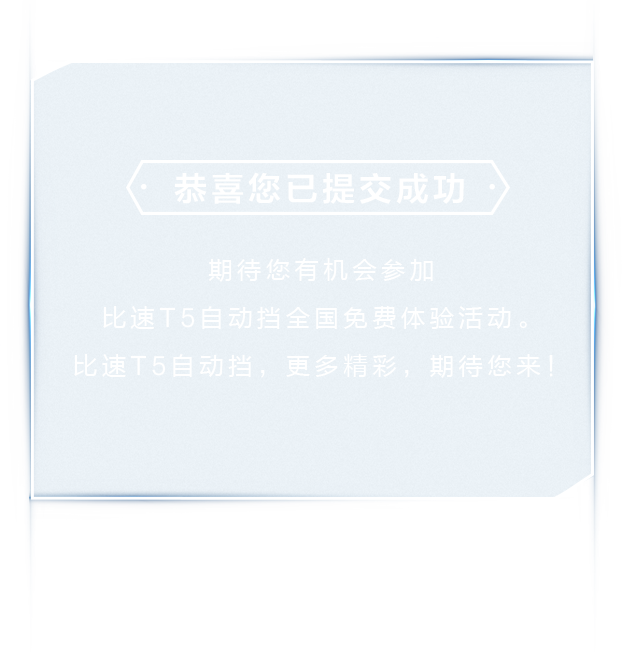 恭喜您已提交成功
期待您有机会参加
比速T5自动挡全国免费体验活动。
比速T5自动挡，更多精彩，期待您来！